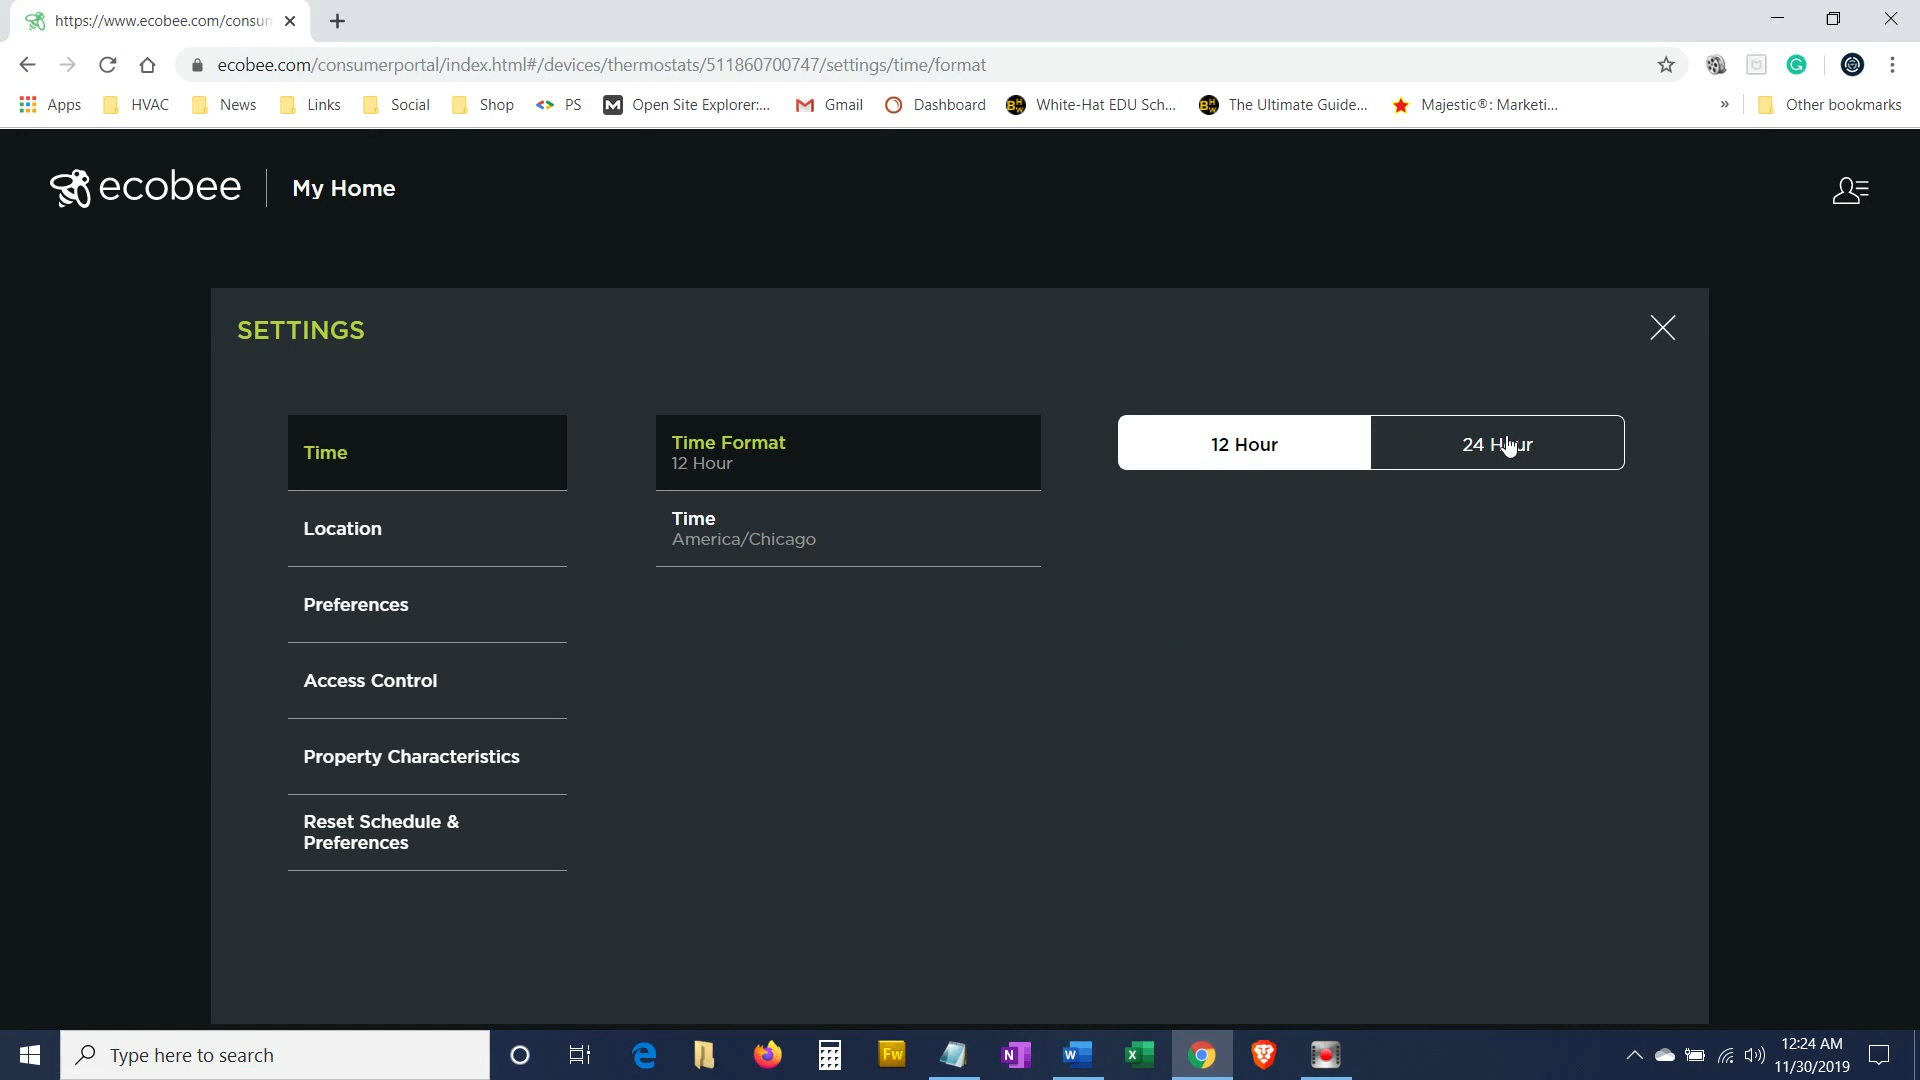 https://www.ecobee.com/consum
ecobee.com/consumerportal/index.html#/devices/thermostats/511860700747/settings/time/format
Apps HVAC News Links Social Shop PS Open Site Explorer:... Gmail Dashboard White-Hat EDU Sch... The Ultimate Guide... Majestic®: Marketi... » Other bookmarks
ecobee My Home
SETTINGS
Time
Location
Preferences
Access Control
Property Characteristics
Reset Schedule &
Preferences
Time Format
12 Hour
Time
America/Chicago
12 Hour 24 Hour
Type here to search
Fw
N
W
X
12:24 AM
11/30/2019